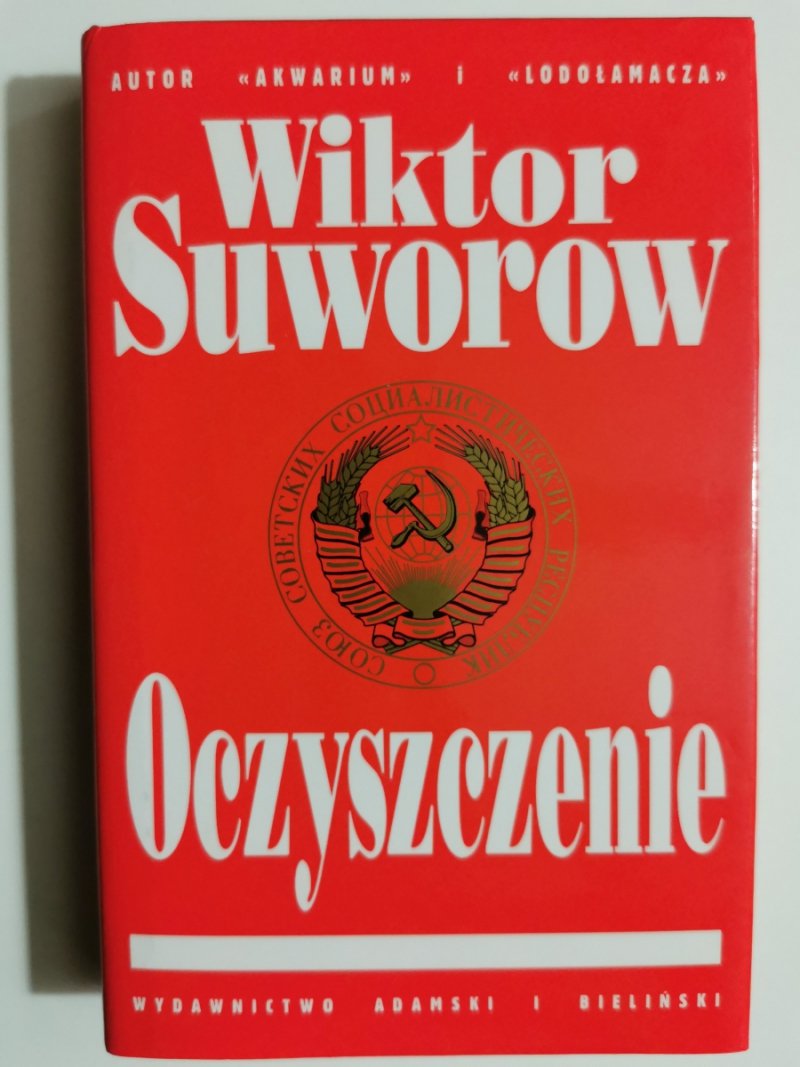 AUTOR «AKWARIUM» i «LODOŁAMACZA»
Wiktor
Suworow
СОЮЗ СОВЕТСКИХ СОЦИАЛИСТИЧЕСКИХ РЕСПУБЛИК
Oczyszczenie
WYDAWNICTWO ADAMSKI I BIELIŃSKI